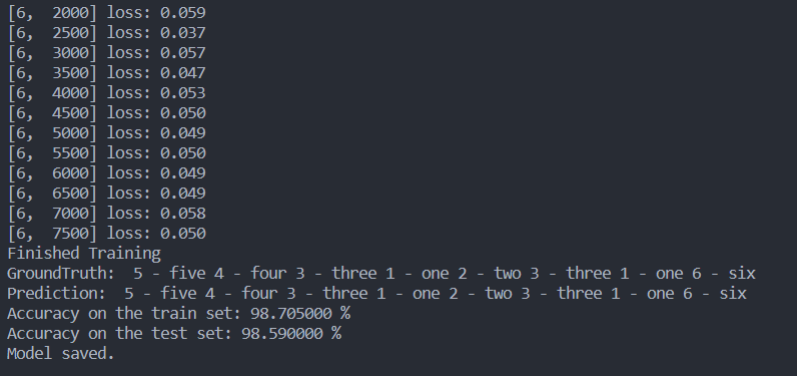 [6,  2000] loss: 0.059
[6,  2500] loss: 0.037
[6,  3000] loss: 0.057
[6,  3500] loss: 0.047
[6,  4000] loss: 0.053
[6,  4500] loss: 0.050
[6,  5000] loss: 0.049
[6,  5500] loss: 0.050
[6,  6000] loss: 0.049
[6,  6500] loss: 0.049
[6,  7000] loss: 0.058
[6,  7500] loss: 0.050
Finished Training
GroundTruth:  5 - five 4 - four 3 - three 1 - one 2 - two 3 - three 1 - one 6 - six
Prediction:  5 - five 4 - four 3 - three 1 - one 2 - two 3 - three 1 - one 6 - six
Accuracy on the train set: 98.705000 %
Accuracy on the test set: 98.590000 %
Model saved.